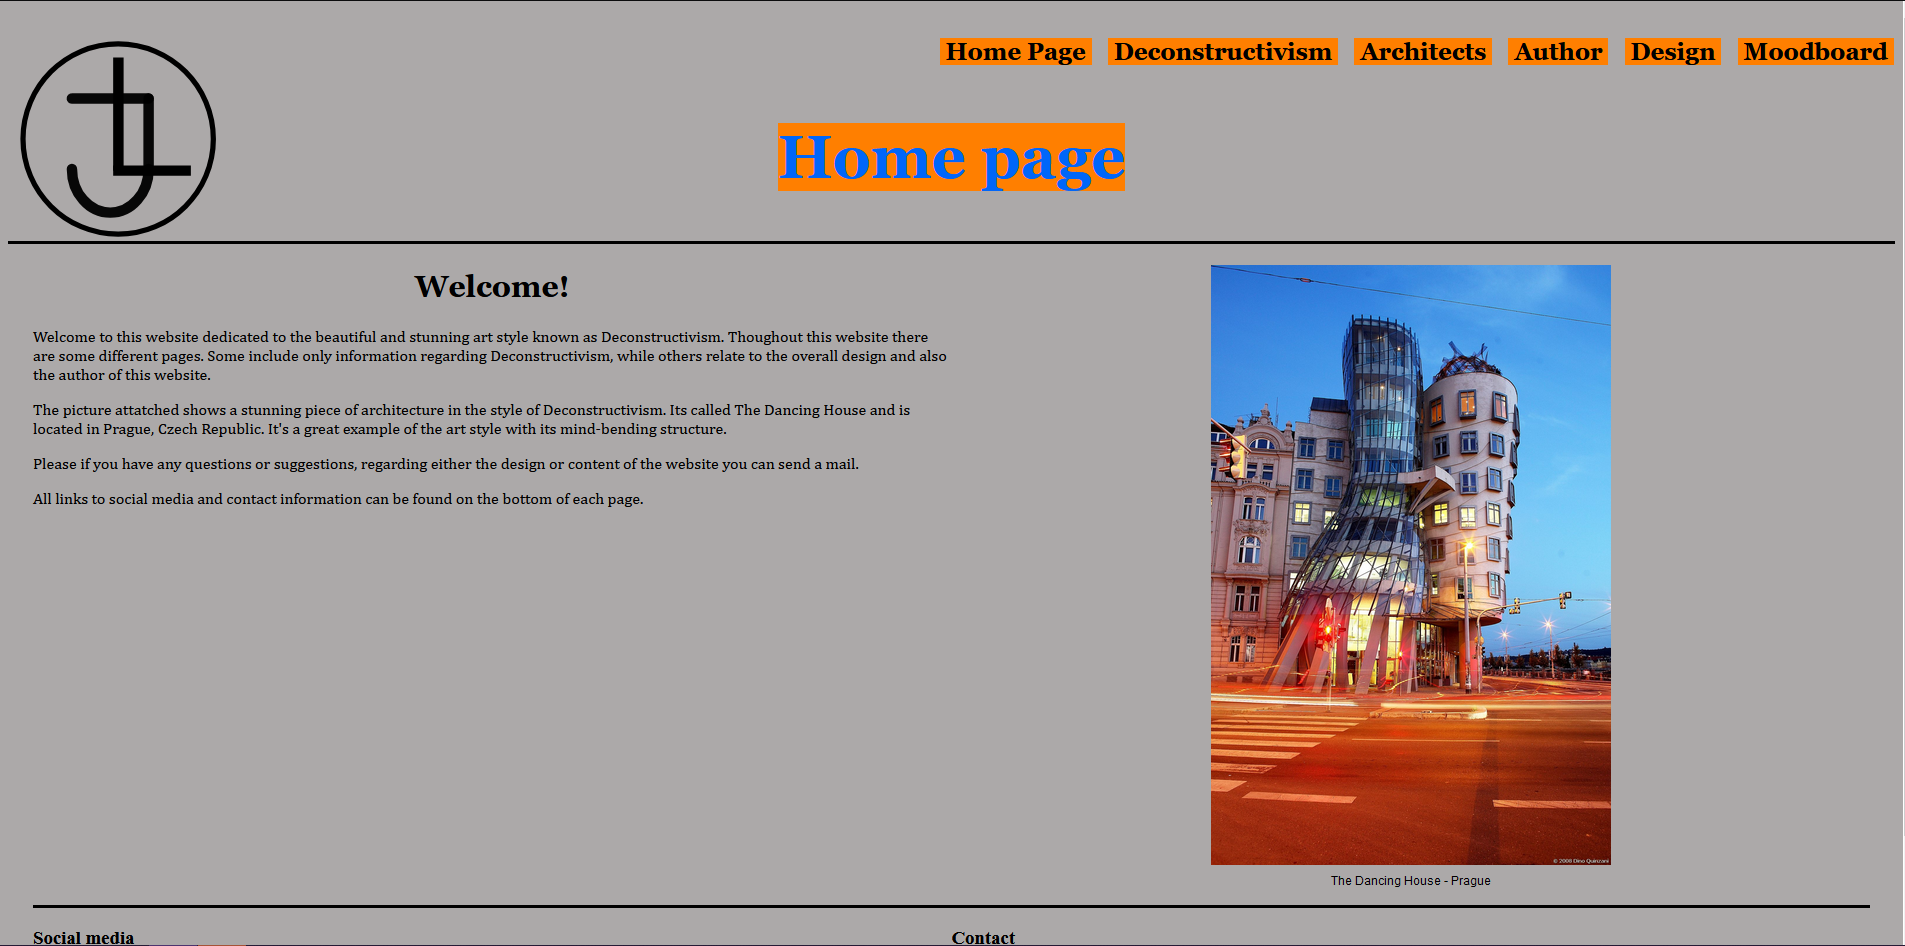 Home Page Deconstructivism Architects Author Design Moodboard
Home page
Welcome!
Welcome to this website dedicated to the beautiful and stunning art style known as Deconstructivism. Thoughout this website there
are some different pages. Some include only information regarding Deconstructivism, while others relate to the overall design and also
the author of this website.
The picture attatched shows a stunning piece of architecture in the style of Deconstructivism. Its called The Dancing House and is
located in Prague, Czech Republic. It's a great example of the art style with its mind-bending structure.
Please if you have any questions or suggestions, regarding either the design or content of the website you can send a mail.
All links to social media and contact information can be found on the bottom of each page.
© 2008 Dino Quinzani
The Dancing House - Prague
Social media
Contact